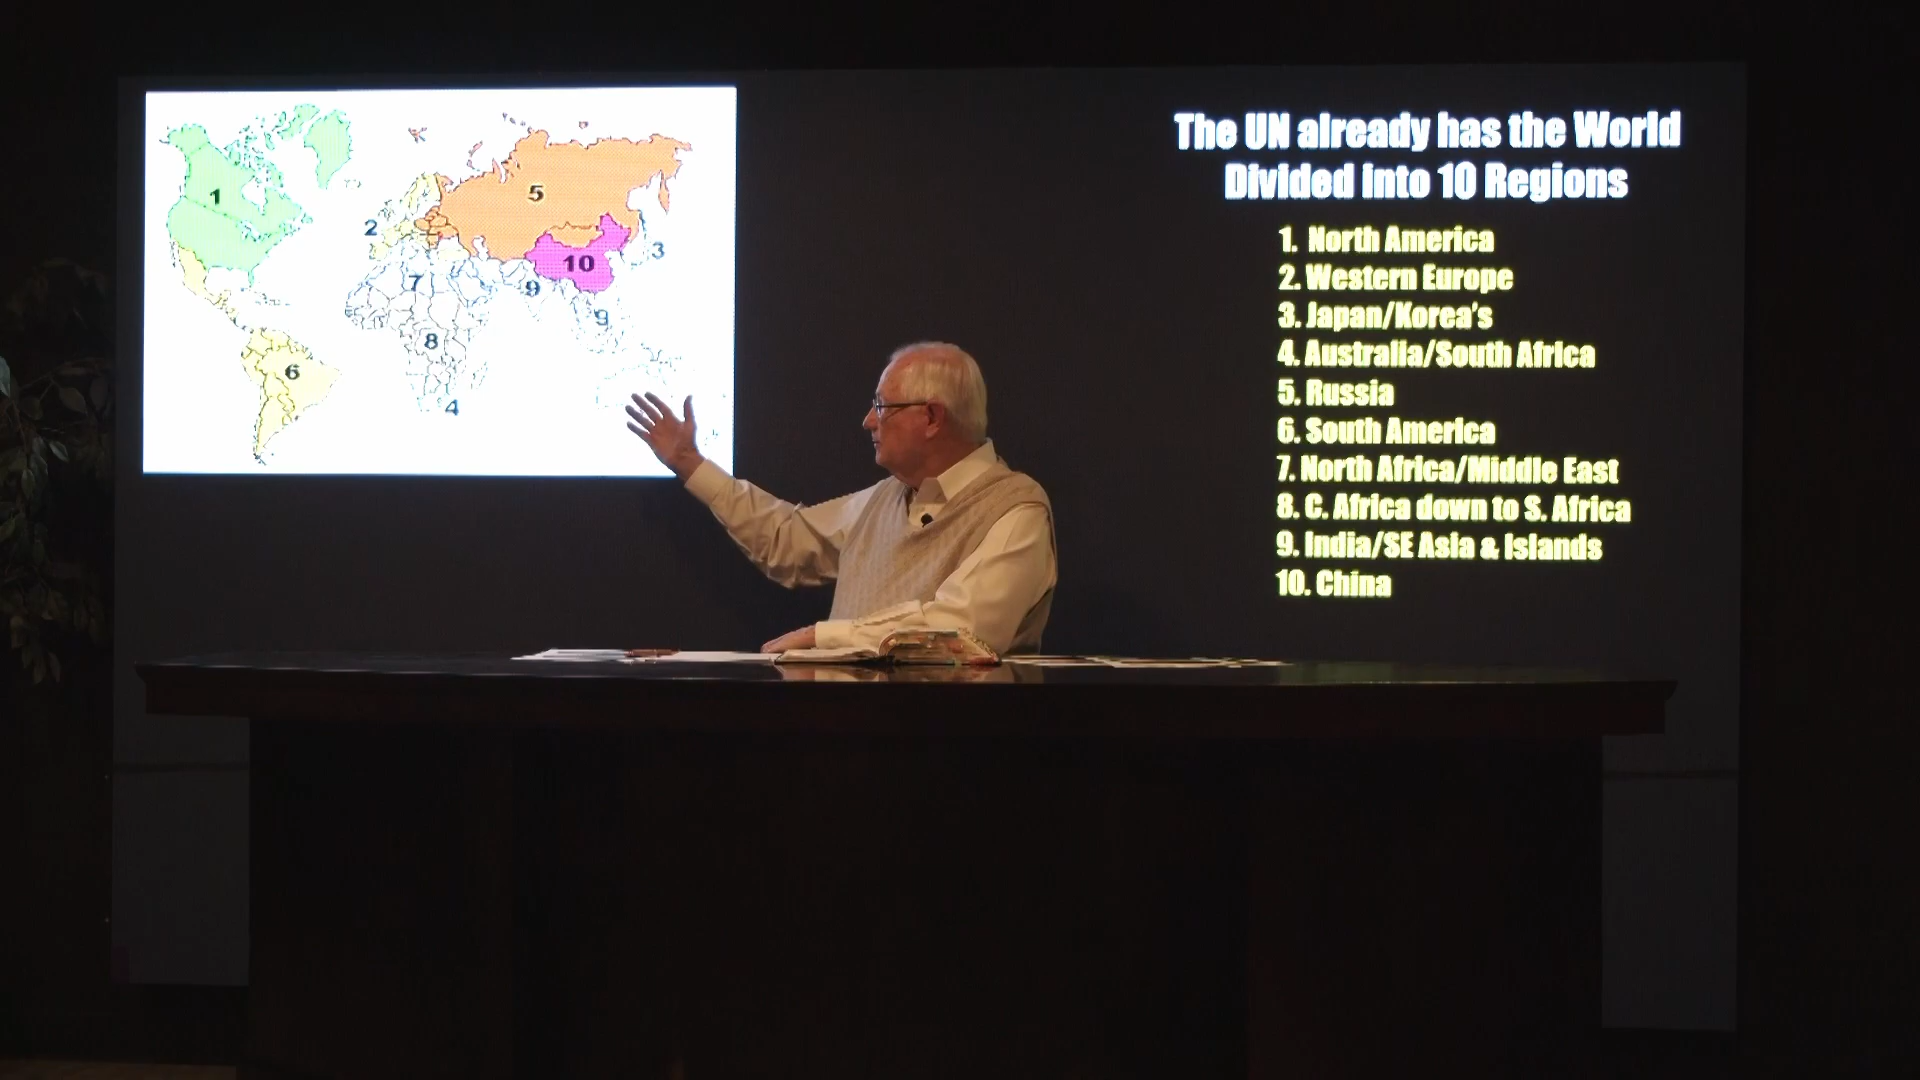 1
5
2
3
10
7
9
9
8
6
4
The UN already has the World
Divided into 10 Regions
1. North America
2. Western Europe
3. Japan/Korea's
4. Australia/South Africa
5. Russia
6. South America
7. North Africa/Middle East
8. C. Africa down to S. Africa
9. India/SE Asia & Islands
10. China